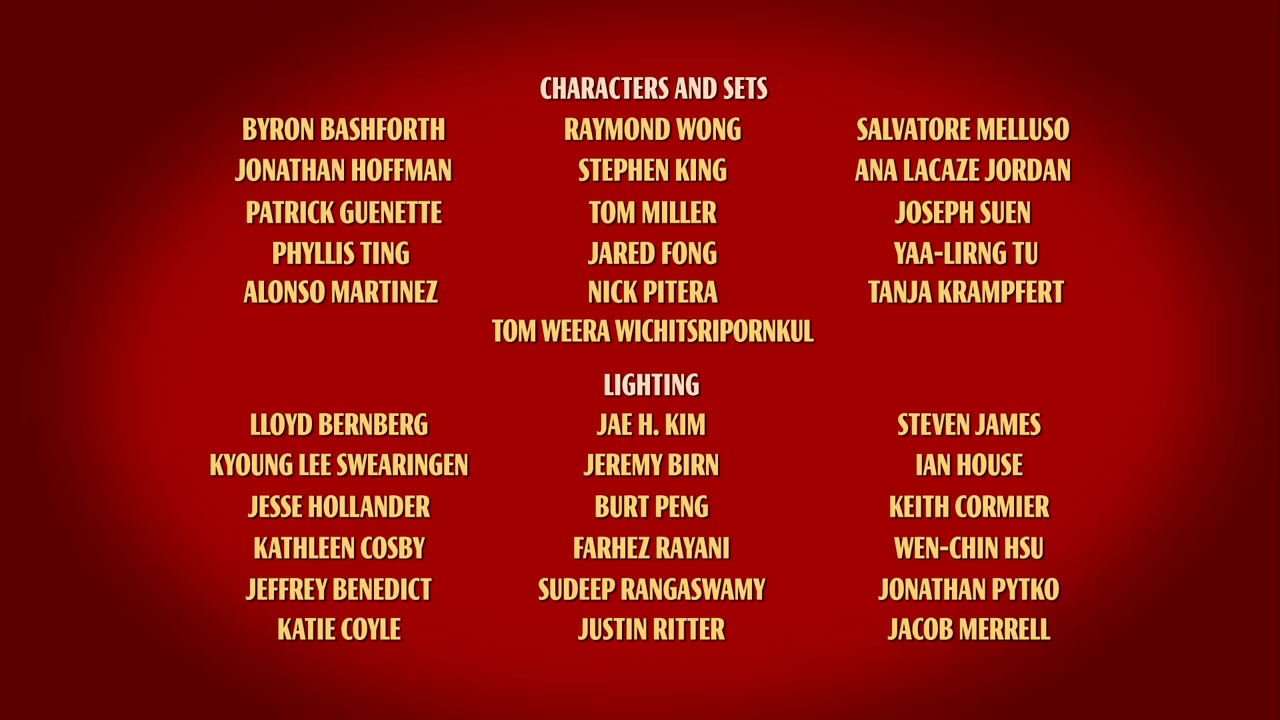 CHARACTERS AND SETS
BYRON BASHFORTH RAYMOND WONG SALVATORE MELLUSO
JONATHAN HOFFMAN STEPHEN KING ANA LACAZE JORDAN
PATRICK GUENETTE TOM MILLER JOSEPH SUEN
PHYLLIS TING JARED FONG YAA-LIRNG TU
ALONSO MARTINEZ NICK PITERA TANJA KRAMPFERT
TOM WEERA WICHITSRIPORNKUL
LIGHTING
LLOYD BERNBERG JAE H. KIM STEVEN JAMES
KYOUNG LEE SWEARINGEN JEREMY BIRN IAN HOUSE
JESSE HOLLANDER BURT PENG KEITH CORMIER
KATHLEEN COSBY FARHEZ RAYANI WEN-CHIN HSU
JEFFREY BENEDICT SUDEEP RANGASWAMY JONATHAN PYTKO
KATIE COYLE JUSTIN RITTER JACOB MERRELL